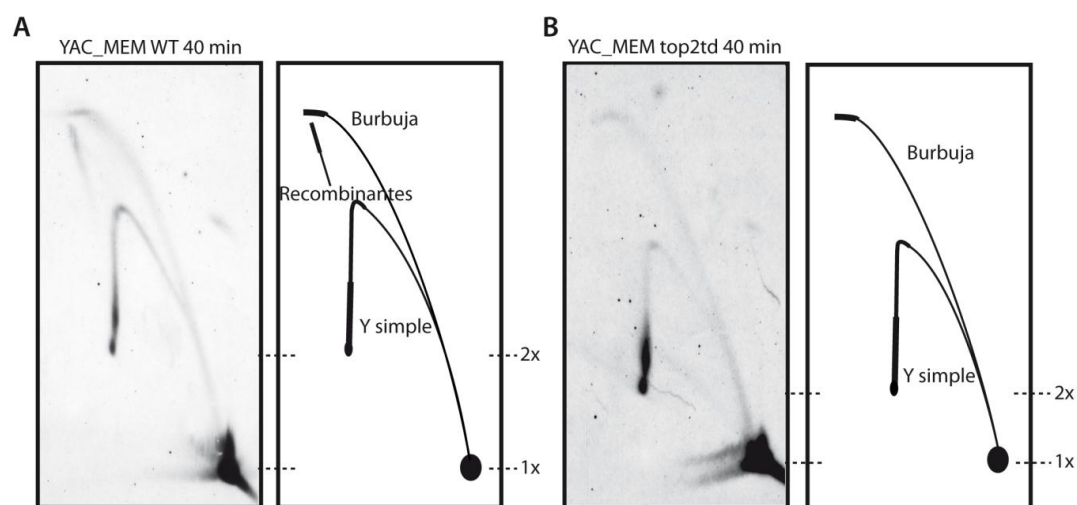 A
YAC_MEM WT 40 min
Burbuja
Recombinantes
Y simple
2x
1x
B
YAC_MEM top2td 40 min
Burbuja
Y simple
2x
1x